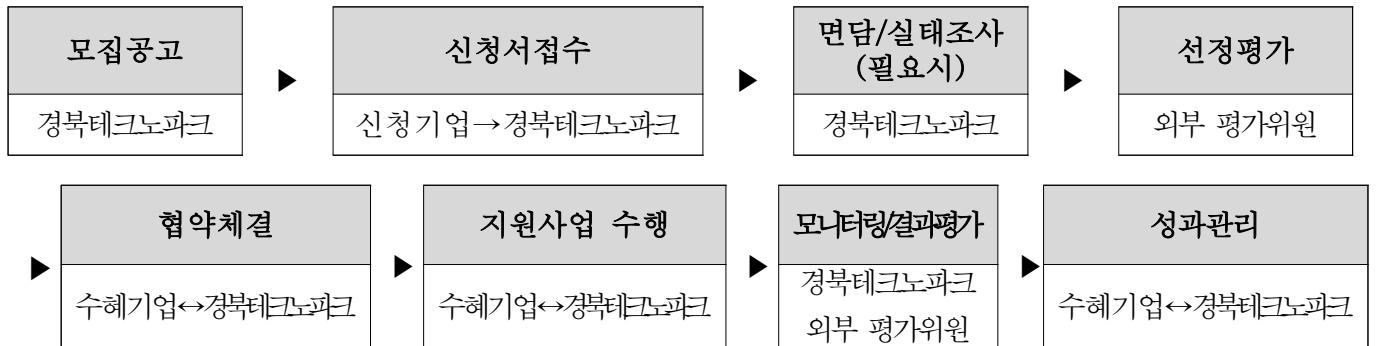 모집공고
경북테크노파크
▶
신청서접수
신청기업→경북테크노파크
▶
면담/실태조사
(필요시)
경북테크노파크
▶
선정평가
외부 평가위원
▶
협약체결
수혜기업↔경북테크노파크
▶
지원사업 수행
수혜기업↔경북테크노파크
▶
모니터링/결과평가
경북테크노파크
외부 평가위원
▶
성과관리
수혜기업↔경북테크노파크